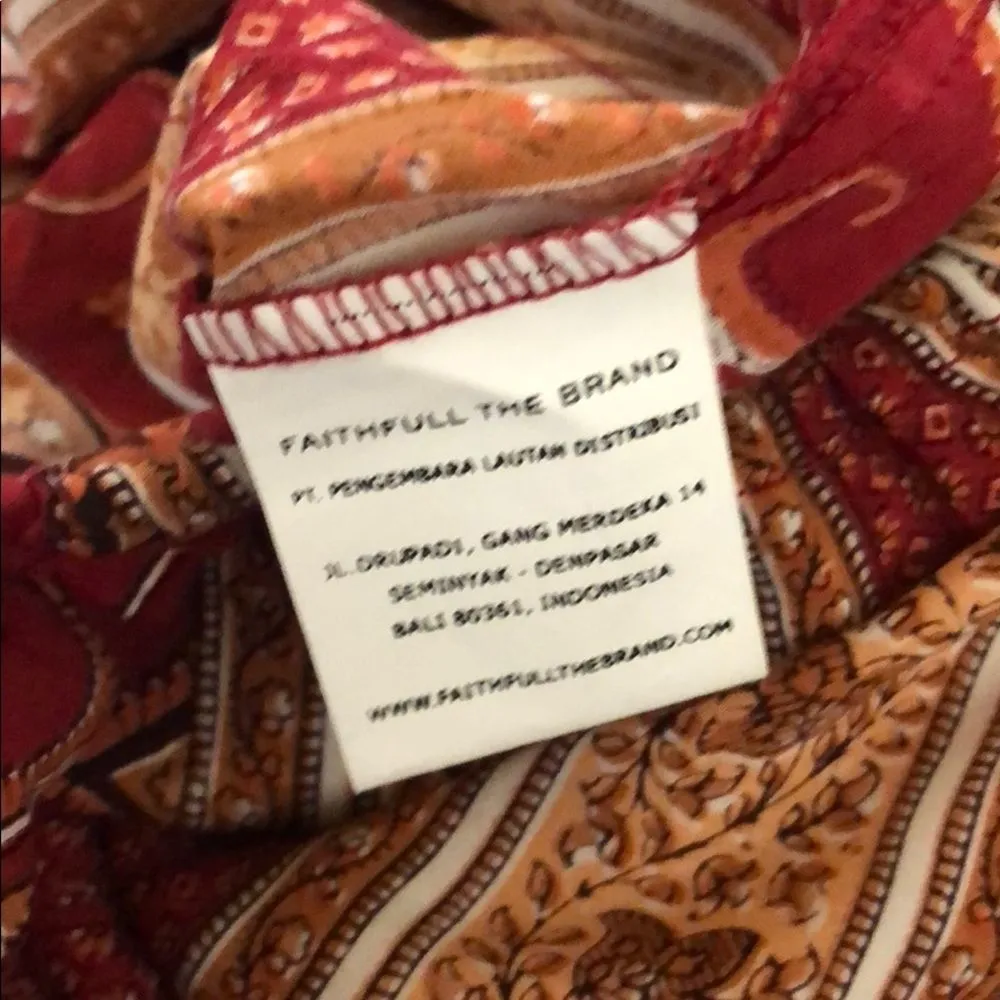 FAITHFULL THE BRAND
PT. PENGEMBARA LAUTAN DISTRIBUSI
JL.DRUPADI, GANG MERDEKA 14
SEMINYAK - DENPASAR
BALI 80361, INDONESIA
WWW.FAITHFULLTHEBRAND.COM